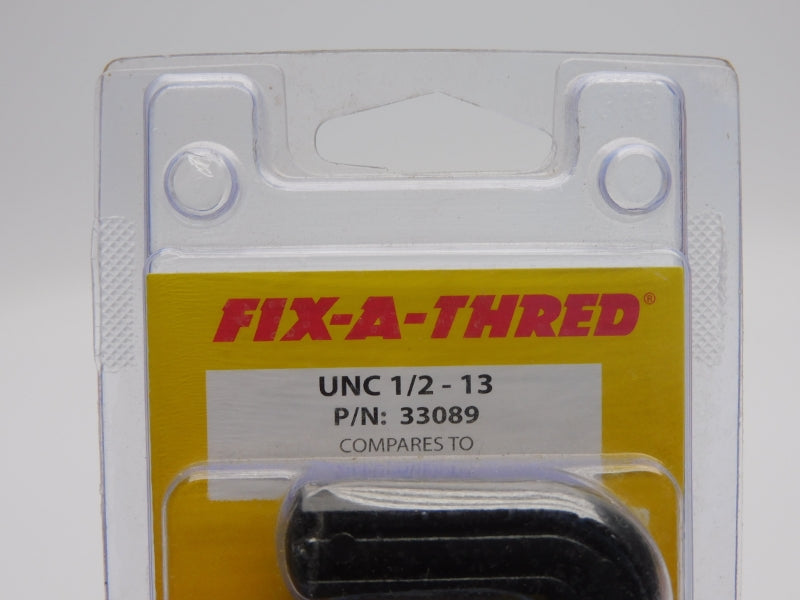 FIX-A-THRED®
UNC 1/2 - 13
P/N: 33089
COMPARES TO